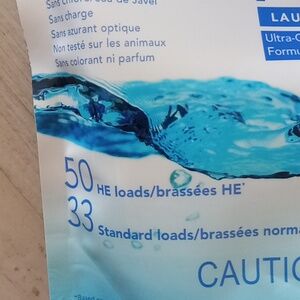 Sans chlore/eau de Javel
Sans charge
Sans azurant optique
Non testé sur les animaux
Sans colorant ni parfum
LAU
Ultra-C
Formu
50 HE loads/brassées HE*
33 Standard loads/brassées norma
CAUTIO